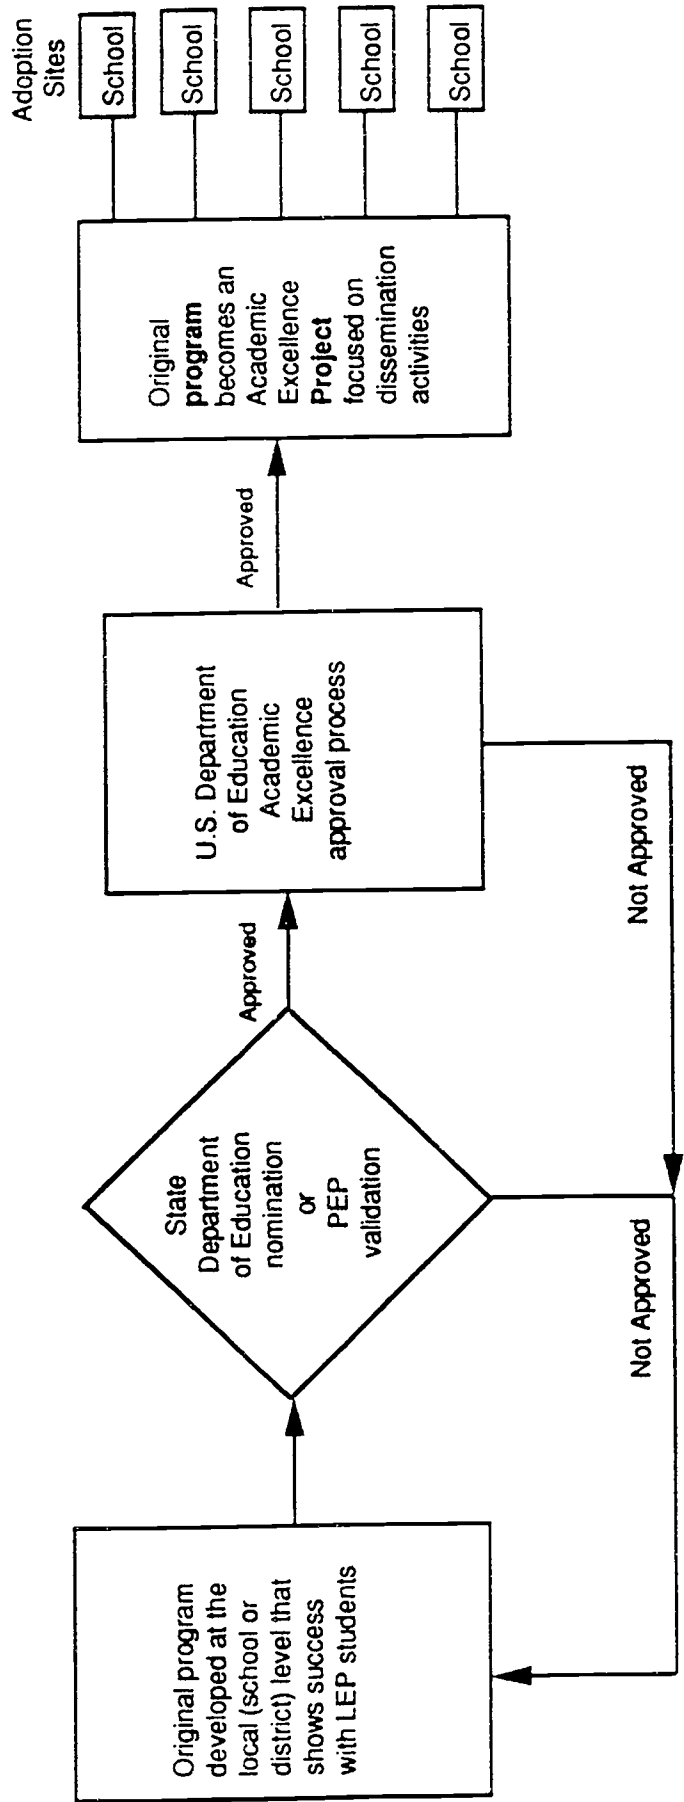 Original program
developed at the
local (school or
district) level that
shows success
with LEP students
State
Department
of Education
nomination
or
PEP
validation
Approved
Not Approved
U.S. Department
of Education
Academic
Excellence
approval process
Approved
Not Approved
Original
program
becomes an
Academic
Excellence
Project
focused on
dissemination
activities
Adoption
Sites
School
School
School
School
School